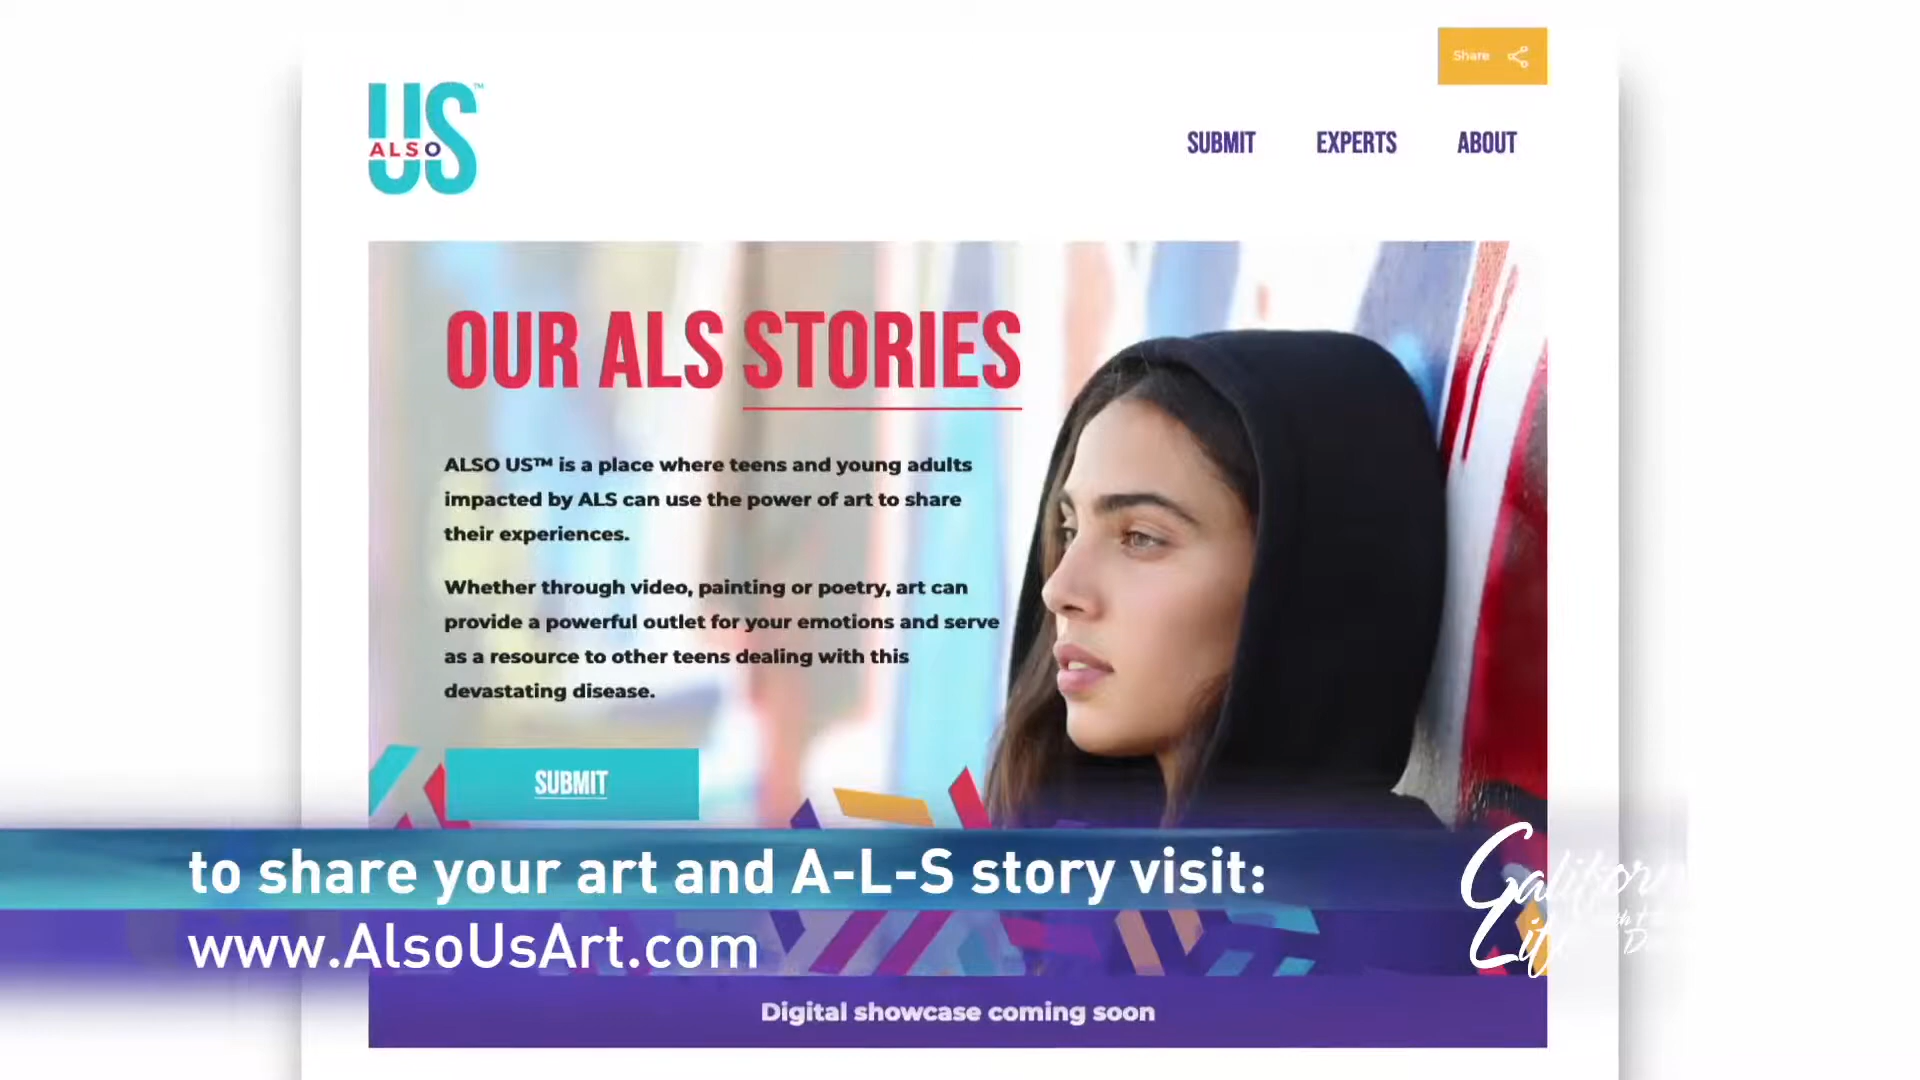 Share
US™
ALSO
SUBMIT EXPERTS ABOUT
OUR ALS STORIES
ALSO US™ is a place where teens and young adults
impacted by ALS can use the power of art to share
their experiences.
Whether through video, painting or poetry, art can
provide a powerful outlet for your emotions and serve
as a resource to other teens dealing with this
devastating disease.
SUBMIT
to share your art and A-L-S story visit:
www.AlsoUsArt.com
Digital showcase coming soon